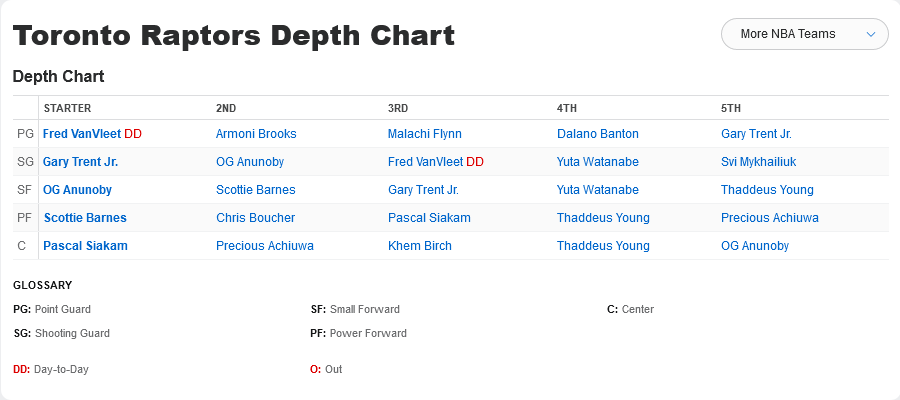 Toronto Raptors Depth Chart
More NBA Teams
Depth Chart
STARTER 2ND 3RD 4TH 5TH
PG Fred VanVleet DD Armoni Brooks Malachi Flynn Dalano Banton Gary Trent Jr.
SG Gary Trent Jr. OG Anunoby Fred VanVleet DD Yuta Watanabe Svi Mykhailiuk
SF OG Anunoby Scottie Barnes Gary Trent Jr. Yuta Watanabe Thaddeus Young
PF Scottie Barnes Chris Boucher Pascal Siakam Thaddeus Young Precious Achiuwa
C Pascal Siakam Precious Achiuwa Khem Birch Thaddeus Young OG Anunoby
GLOSSARY
PG: Point Guard SF: Small Forward C: Center
SG: Shooting Guard PF: Power Forward
DD: Day-to-Day O: Out